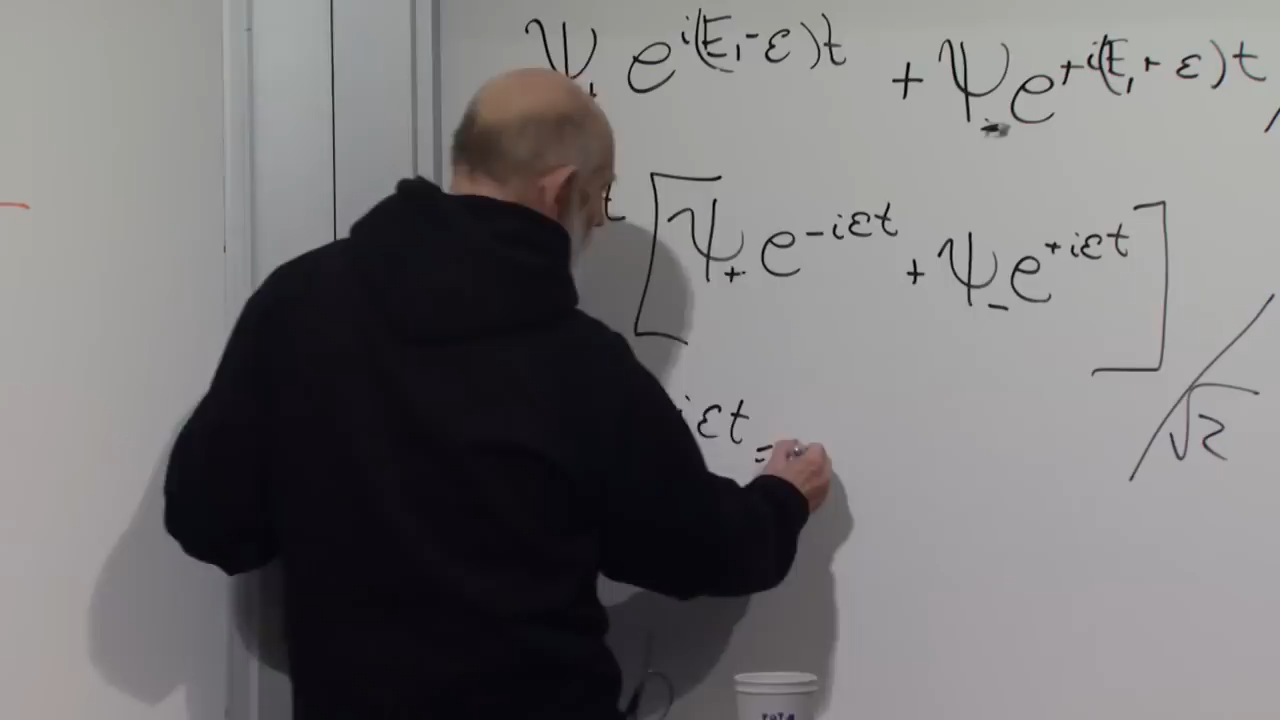 Ψ₊ e^{i(E₁-ε)t} + Ψ₋ e^{+i(E₁+ε)t} /
t [Ψ₊ e^{-iεt} + Ψ₋ e^{+iεt}] / √2
iεt =